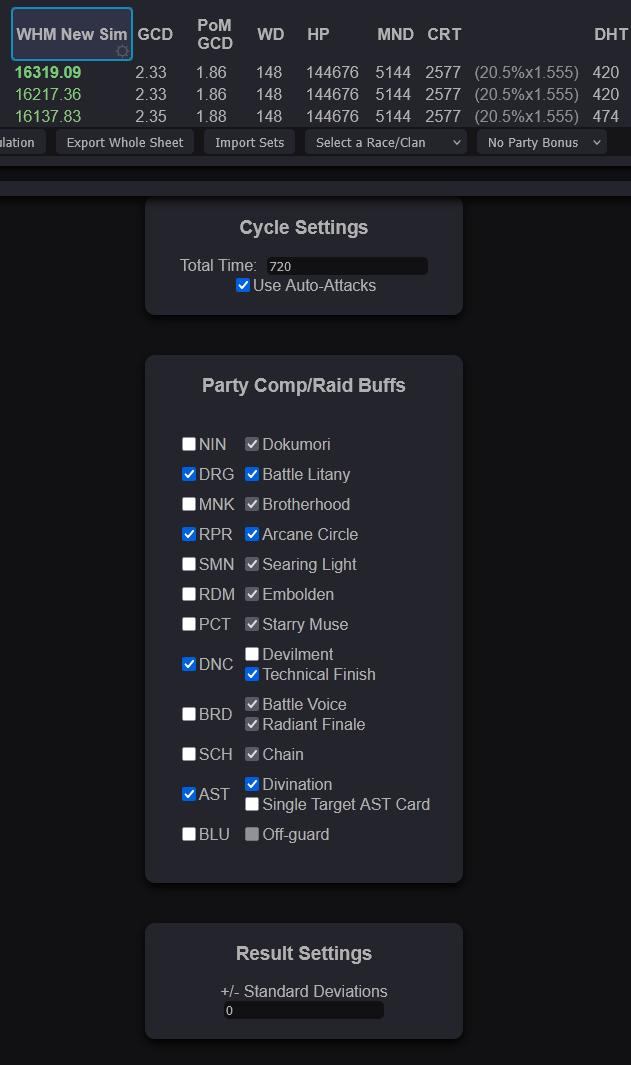 WHM New Sim GCD PoM GCD WD HP MND CRT DHT
16319.09 2.33 1.86 148 144676 5144 2577 (20.5%x1.555) 420
16217.36 2.33 1.86 148 144676 5144 2577 (20.5%x1.555) 420
16137.83 2.35 1.88 148 144676 5144 2577 (20.5%x1.555) 474
ulation Export Whole Sheet Import Sets Select a Race/Clan No Party Bonus
Cycle Settings
Total Time: 720
Use Auto-Attacks
Party Comp/Raid Buffs
NIN Dokumori
DRG Battle Litany
MNK Brotherhood
RPR Arcane Circle
SMN Searing Light
RDM Embolden
PCT Starry Muse
DNC Devilment
Technical Finish
BRD Battle Voice
Radiant Finale
SCH Chain
AST Divination
Single Target AST Card
BLU Off-guard
Result Settings
+/- Standard Deviations
0